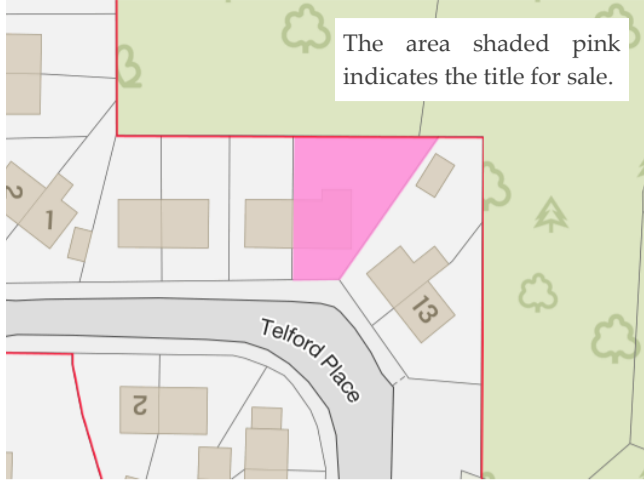 The area shaded pink
indicates the title for sale.
2
1
13
Telford Place
2